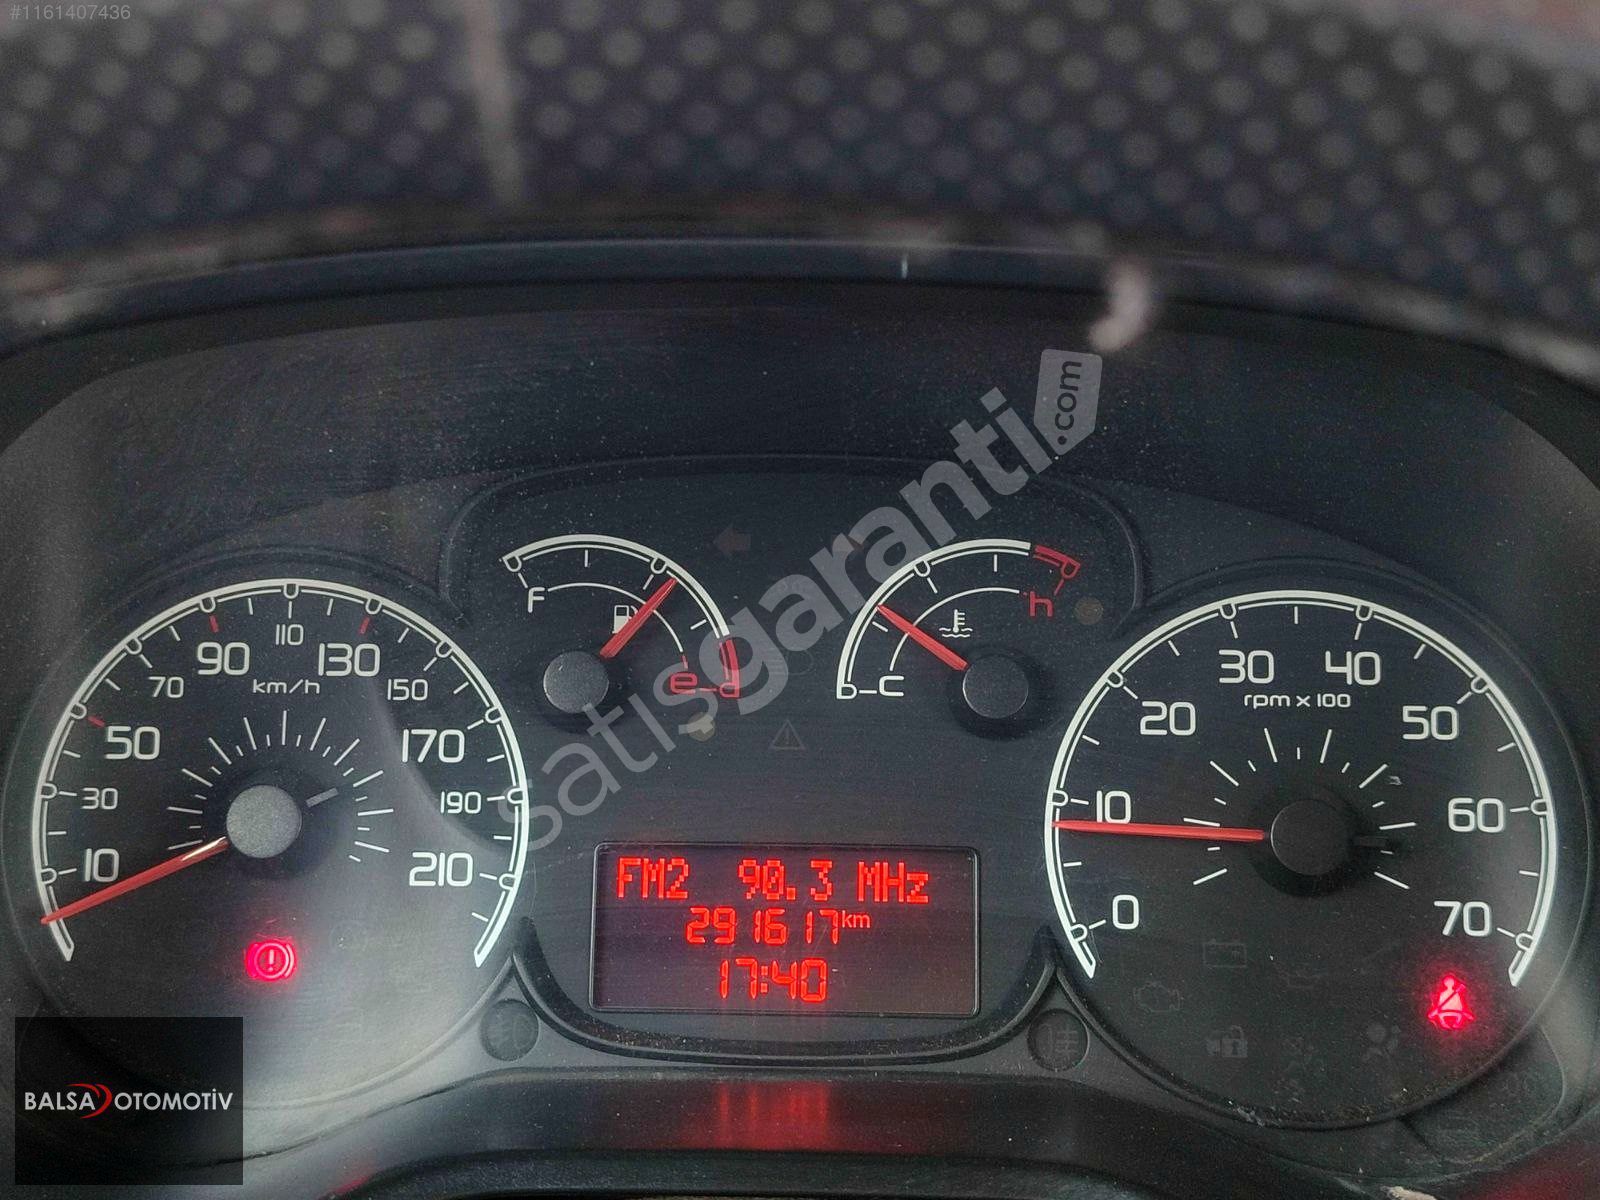 #1161407436
satisgaranti.com
F
e
c
h
10
30
50
70
90
110
130
150
170
190
210
km/h
FM2 90.3 MHz
291617km
17:40
0
10
20
30
40
50
60
70
rpm x 100
BALSA OTOMOTİV